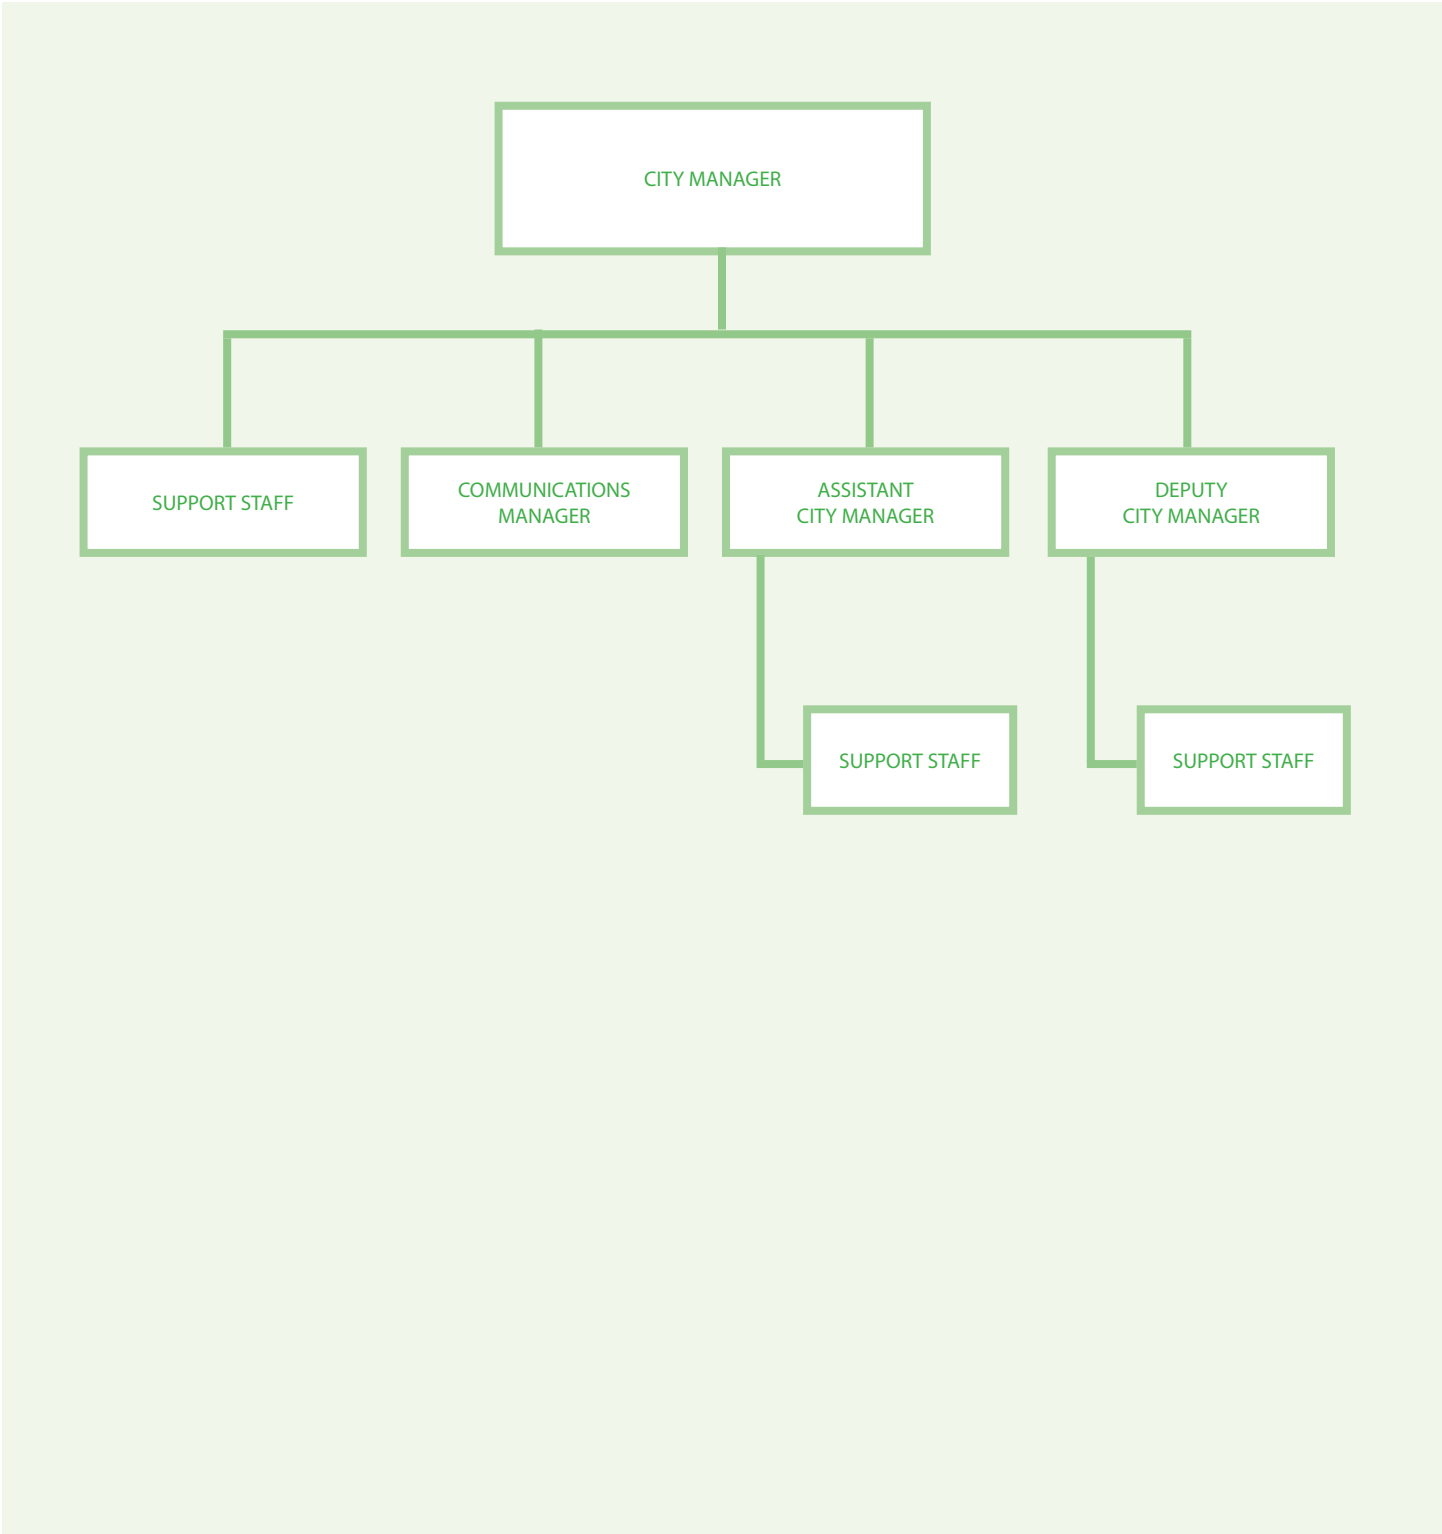 CITY MANAGER
SUPPORT STAFF
COMMUNICATIONS
MANAGER
ASSISTANT
CITY MANAGER
DEPUTY
CITY MANAGER
SUPPORT STAFF
SUPPORT STAFF